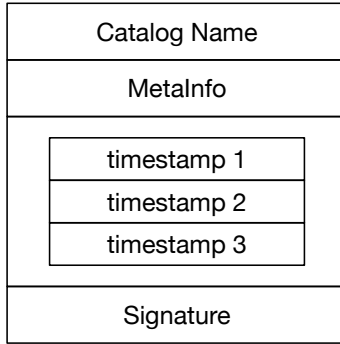 Catalog Name
MetaInfo
timestamp 1
timestamp 2
timestamp 3
Signature